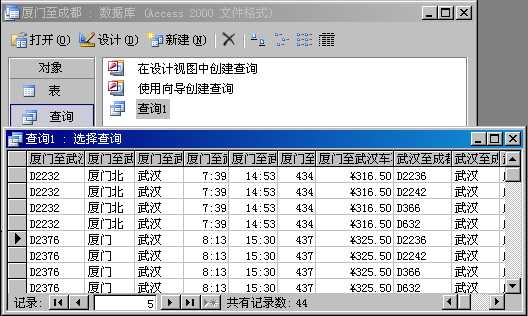 厦门至成都 : 数据库 (Access 2000 文件格式)
打开(O) 设计(D) 新建(N)
对象
表
查询
在设计视图中创建查询
使用向导创建查询
查询1
查询1 : 选择查询
厦门至武汉 厦门至武 厦门至武 厦门至武 厦门至武 厦门至 厦门至武汉车 武汉至成都 武汉至成
D2232 厦门北 武汉 7:39 14:53 434 ¥316.50 D2236 武汉
D2232 厦门北 武汉 7:39 14:53 434 ¥316.50 D2242 武汉
D2232 厦门北 武汉 7:39 14:53 434 ¥316.50 D366 武汉
D2232 厦门北 武汉 7:39 14:53 434 ¥316.50 D632 武汉
D2376 厦门 武汉 8:13 15:30 437 ¥325.50 D2236 武汉
D2376 厦门 武汉 8:13 15:30 437 ¥325.50 D2242 武汉
D2376 厦门 武汉 8:13 15:30 437 ¥325.50 D366 武汉
D2376 厦门 武汉 8:13 15:30 437 ¥325.50 D632 武汉
记录: 5 共有记录数: 44